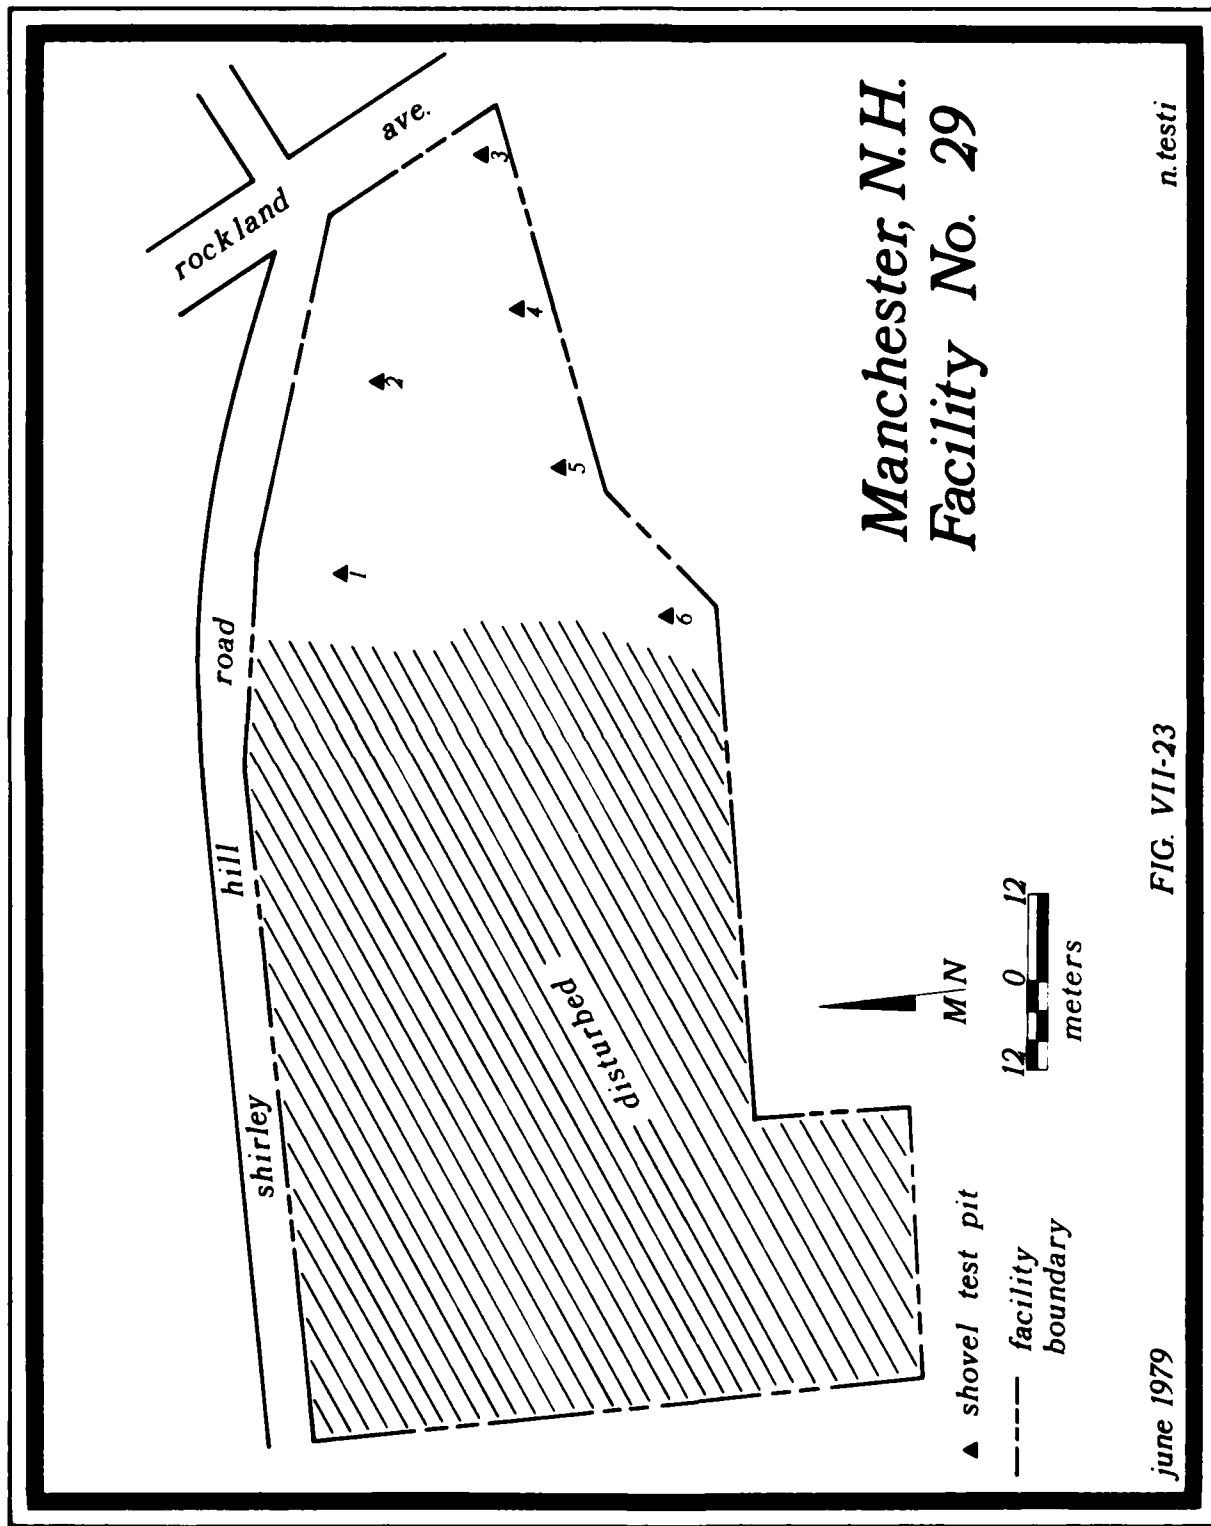 rockland
ave.
shirley
hill
road
1
2
3
4
5
6
disturbed
Manchester, N.H.
Facility No. 29
shovel test pit
facility
boundary
M N
12 0 12
meters
june 1979
FIG. VII-23
n.testi